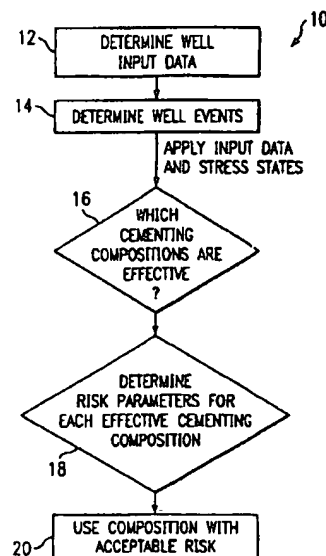 10
12
DETERMINE WELL
INPUT DATA
14
DETERMINE WELL EVENTS
APPLY INPUT DATA
AND STRESS STATES
16
WHICH
CEMENTING
COMPOSITIONS ARE
EFFECTIVE
?
DETERMINE
RISK PARAMETERS FOR
EACH EFFECTIVE CEMENTING
COMPOSITION
18
20
USE COMPOSITION WITH
ACCEPTABLE RISK